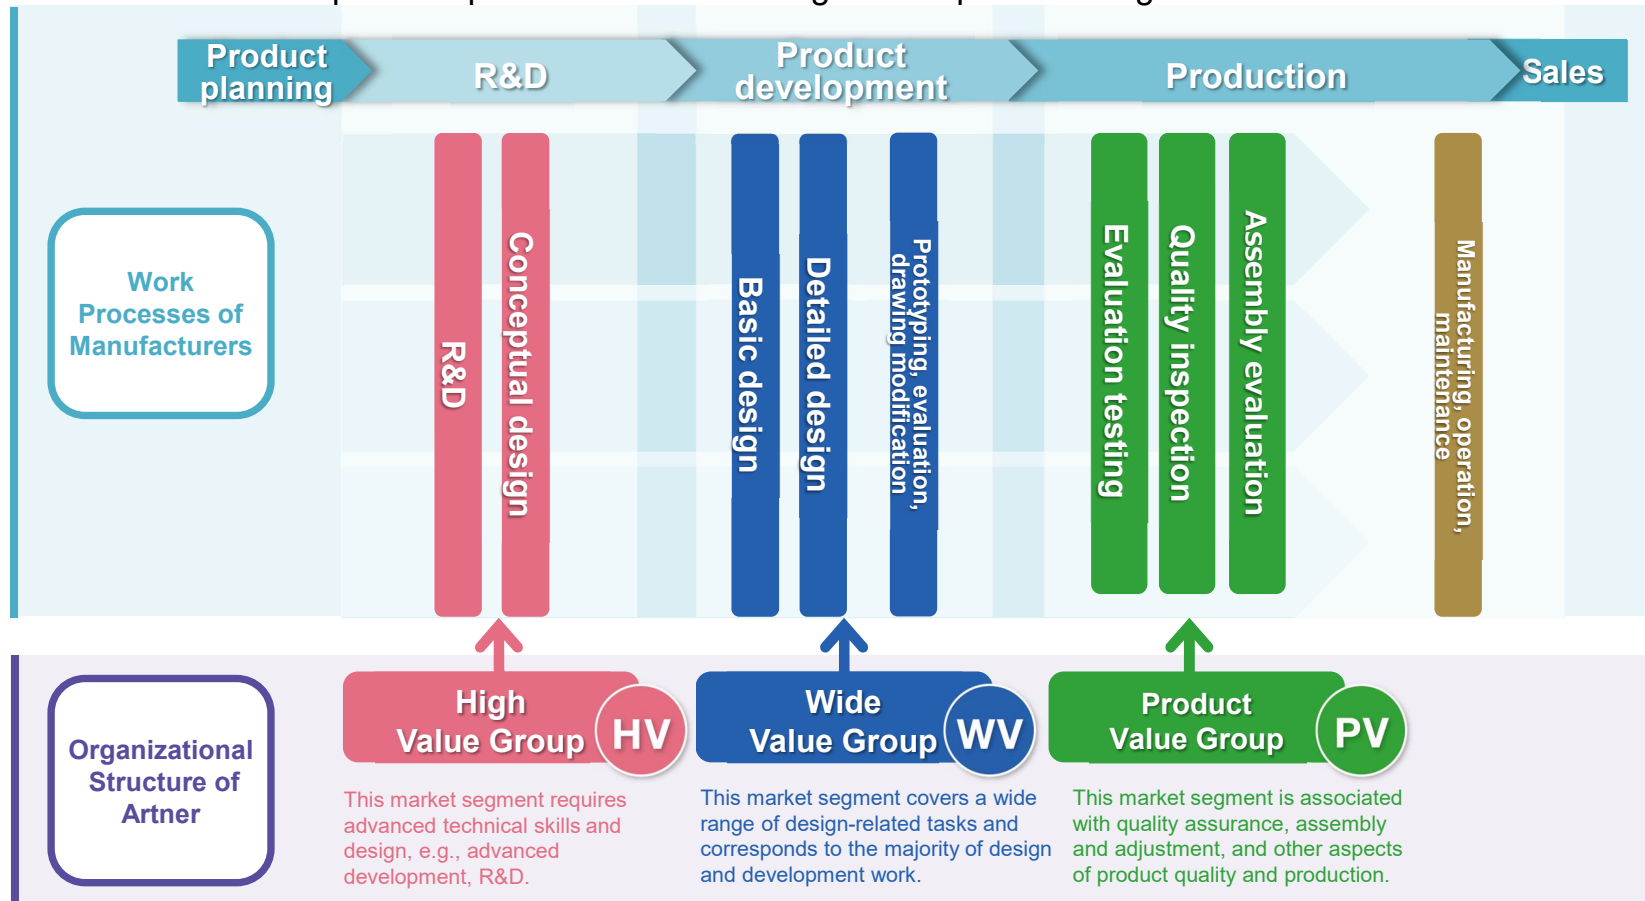 Product
planning
R&D
Product
development
Production
Sales
Work
Processes of
Manufacturers
R&D
Conceptual design
Basic design
Detailed design
Prototyping, evaluation,
drawing modification
Evaluation testing
Quality inspection
Assembly evaluation
Manufacturing, operation,
maintenance
Organizational
Structure of
Artner
High
Value Group
HV
This market segment requires
advanced technical skills and
design, e.g., advanced
development, R&D.
Wide
Value Group
WV
This market segment covers a wide
range of design-related tasks and
corresponds to the majority of design
and development work.
Product
Value Group
PV
This market segment is associated
with quality assurance, assembly
and adjustment, and other aspects
of product quality and production.